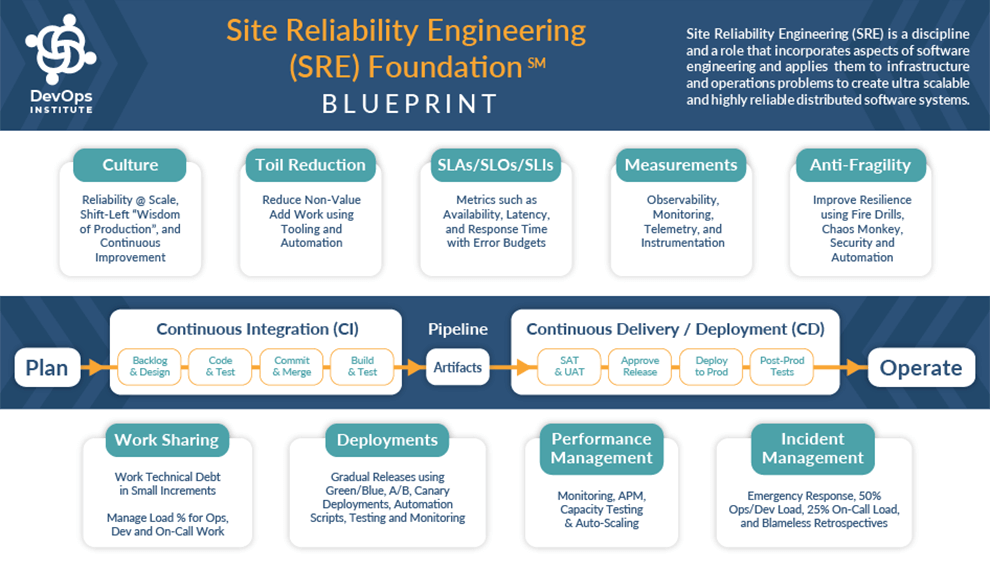 DevOps
INSTITUTE
Site Reliability Engineering
(SRE) Foundation℠
BLUEPRINT
Site Reliability Engineering (SRE) is a discipline
and a role that incorporates aspects of software
engineering and applies them to infrastructure
and operations problems to create ultra scalable
and highly reliable distributed software systems.
Culture
Reliability @ Scale,
Shift-Left “Wisdom
of Production”, and
Continuous
Improvement
Toil Reduction
Reduce Non-Value
Add Work using
Tooling and
Automation
SLAs/SLOs/SLIs
Metrics such as
Availability, Latency,
and Response Time
with Error Budgets
Measurements
Observability,
Monitoring,
Telemetry, and
Instrumentation
Anti-Fragility
Improve Resilience
using Fire Drills,
Chaos Monkey,
Security and
Automation
Plan
Continuous Integration (CI)
Backlog
& Design
Code
& Test
Commit
& Merge
Build
& Test
Pipeline
Artifacts
Continuous Delivery / Deployment (CD)
SAT
& UAT
Approve
Release
Deploy
to Prod
Post-Prod
Tests
Operate
Work Sharing
Work Technical Debt
in Small Increments
Manage Load % for Ops,
Dev and On-Call Work
Deployments
Gradual Releases using
Green/Blue, A/B, Canary
Deployments, Automation
Scripts, Testing and Monitoring
Performance
Management
Monitoring, APM,
Capacity Testing
& Auto-Scaling
Incident
Management
Emergency Response, 50%
Ops/Dev Load, 25% On-Call Load,
and Blameless Retrospectives